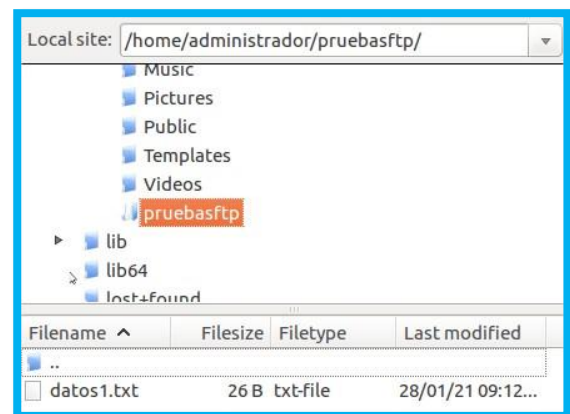 Local site: /home/administrador/pruebasftp/
Music
Pictures
Public
Templates
Videos
pruebasftp
lib
lib64
lost+found
Filename Filesize Filetype Last modified
..
datos1.txt 26 B txt-file 28/01/21 09:12...